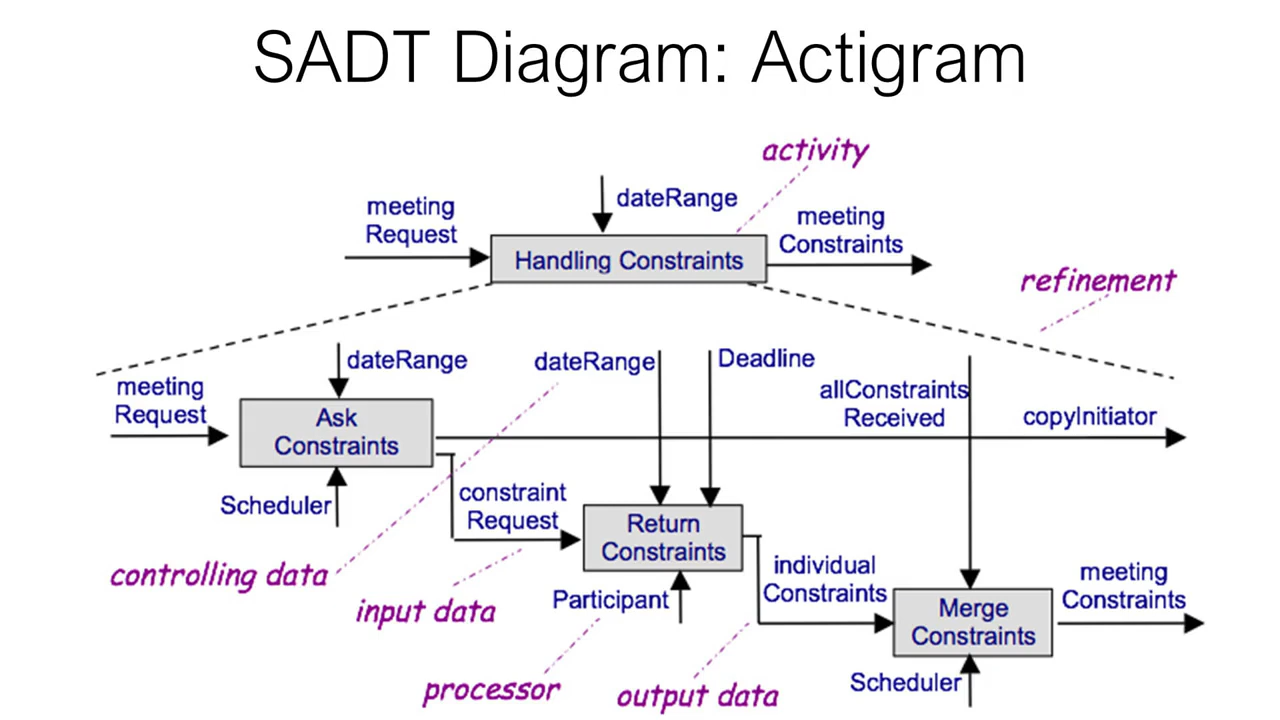 SADT Diagram: Actigram
activity
dateRange
meeting
Request
meeting
Constraints
Handling Constraints
refinement
dateRange
dateRange
Deadline
meeting
Request
allConstraints
Received
copyInitiator
Ask
Constraints
Scheduler
constraint
Request
Return
Constraints
controlling data
input data
Participant
individual
Constraints
meeting
Constraints
Merge
Constraints
processor
output data
Scheduler